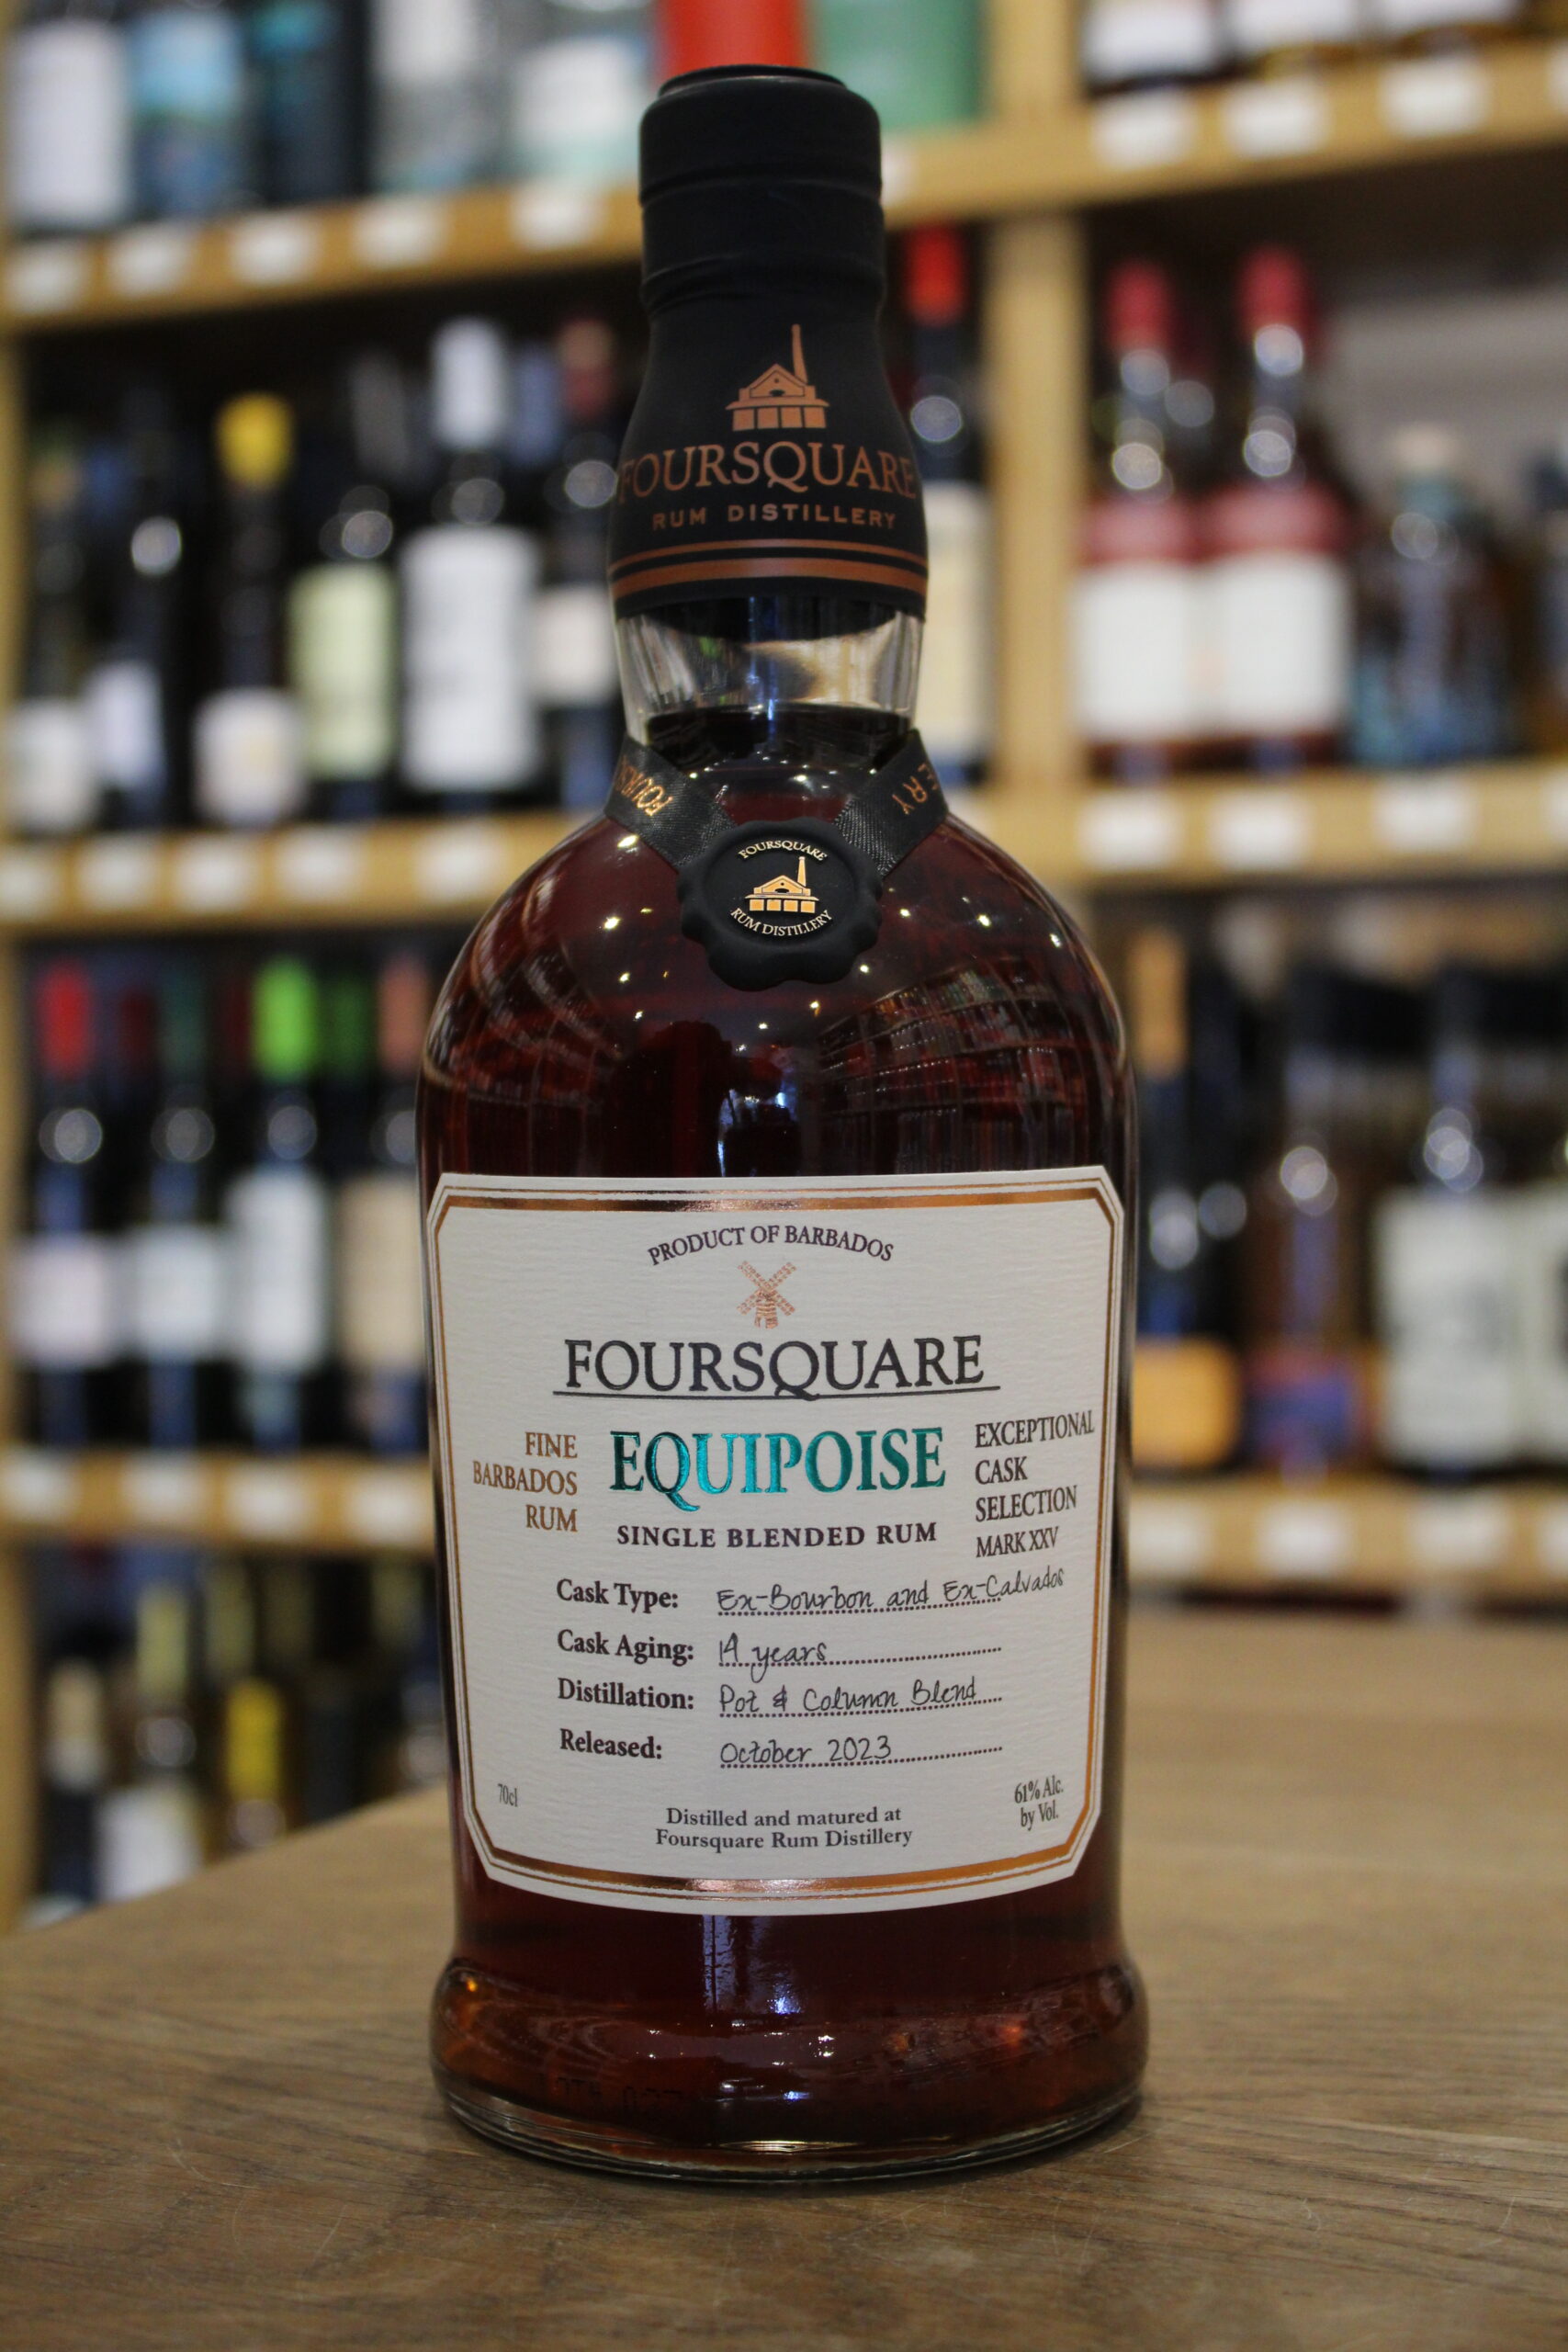 FOURSQUARE
RUM DISTILLERY
ERY
FOURSQUARE
RUM DISTILLERY
PRODUCT OF BARBADOS
FOURSQUARE
FINE
BARBADOS
RUM
EQUIPOISE
SINGLE BLENDED RUM
EXCEPTIONAL
CASK
SELECTION
MARK XXV
Cask Type: Ex-Bourbon and Ex-Calvados
Cask Aging: 14 years
Distillation: Pot & Column Blend
Released: October 2023
70cl
61% Alc.
by Vol.
Distilled and matured at
Foursquare Rum Distillery